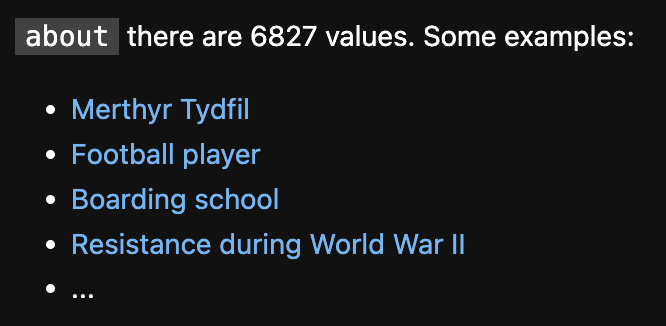 about there are 6827 values. Some examples:
• Merthyr Tydfil
• Football player
• Boarding school
• Resistance during World War II
• ...